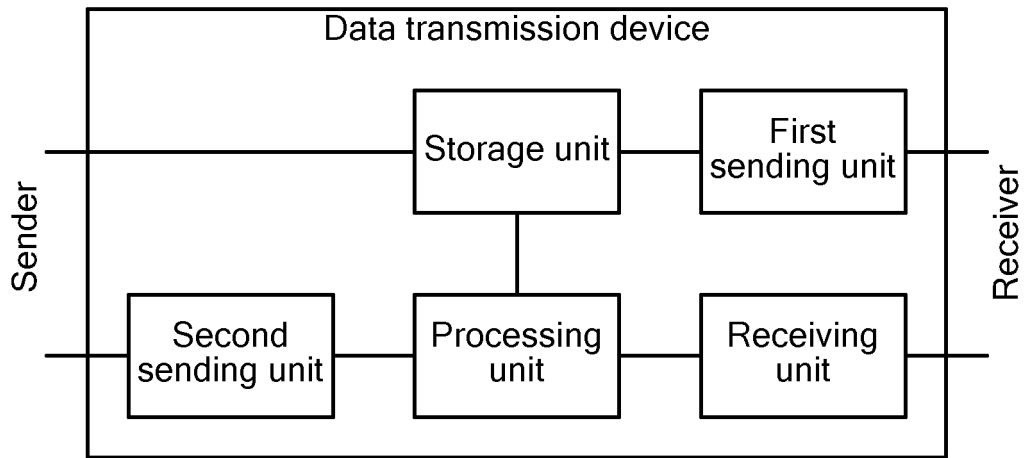 Data transmission device
Storage unit
First
sending unit
Sender
Receiver
Second
sending unit
Processing
unit
Receiving
unit